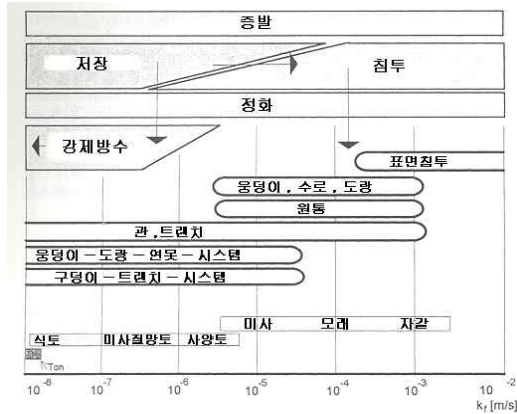 증발
저장
침투
정화
강제방수
표면침투
웅덩이 , 수로 , 도랑
원통
관 , 트랜치
웅덩이 – 도랑 – 연못 – 시스템
구덩이 – 트랜치 – 시스템
미사 모래 자갈
식토 미사질망토 사양토
Ton
10⁻⁸ 10⁻⁷ 10⁻⁶ 10⁻⁵ 10⁻⁴ 10⁻³ 10⁻²
k_f [m/s]